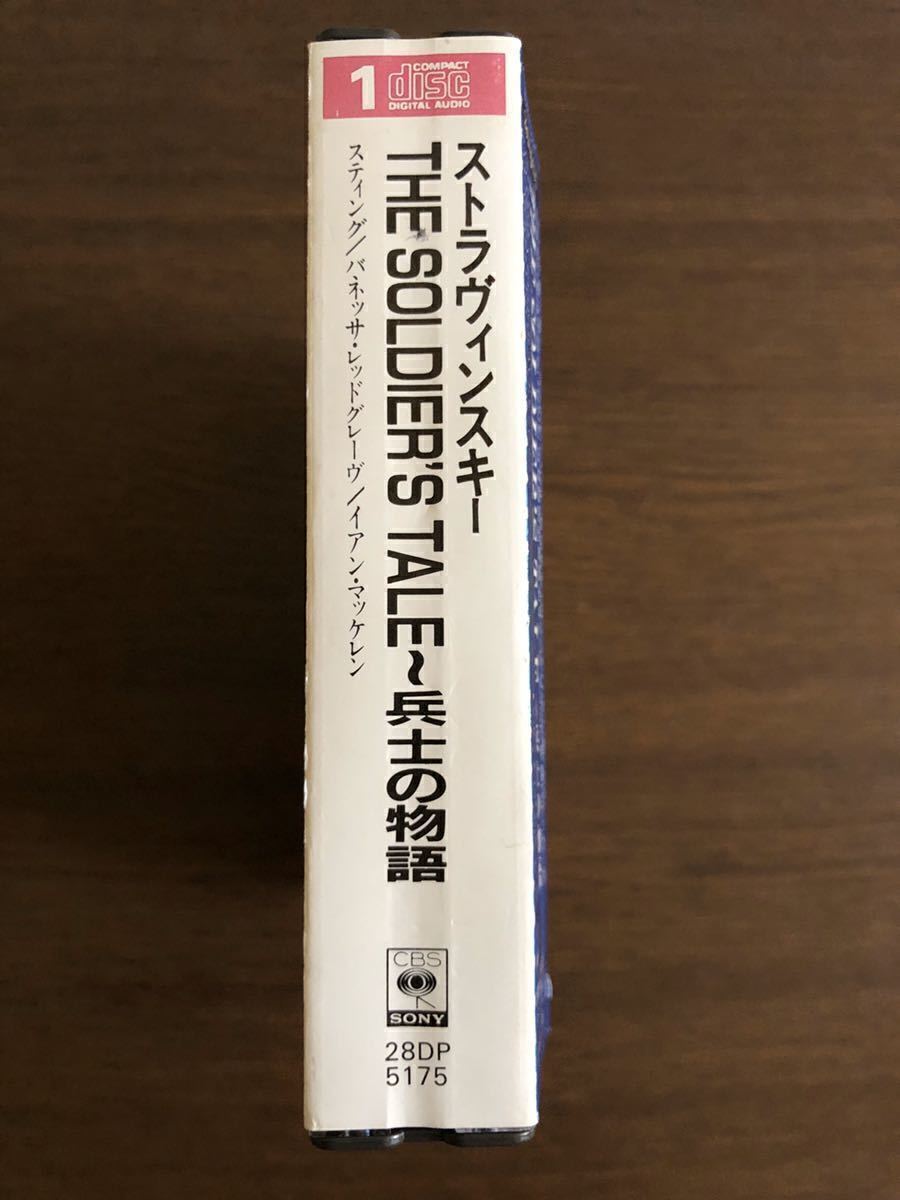 1 COMPACT disc DIGITAL AUDIO
ストラヴィンスキー
THE SOLDIER'S TALE〜兵士の物語
スティング/バネッサ・レッドグレーヴ/イアン・マッケレン
CBS
SONY
28DP
5175